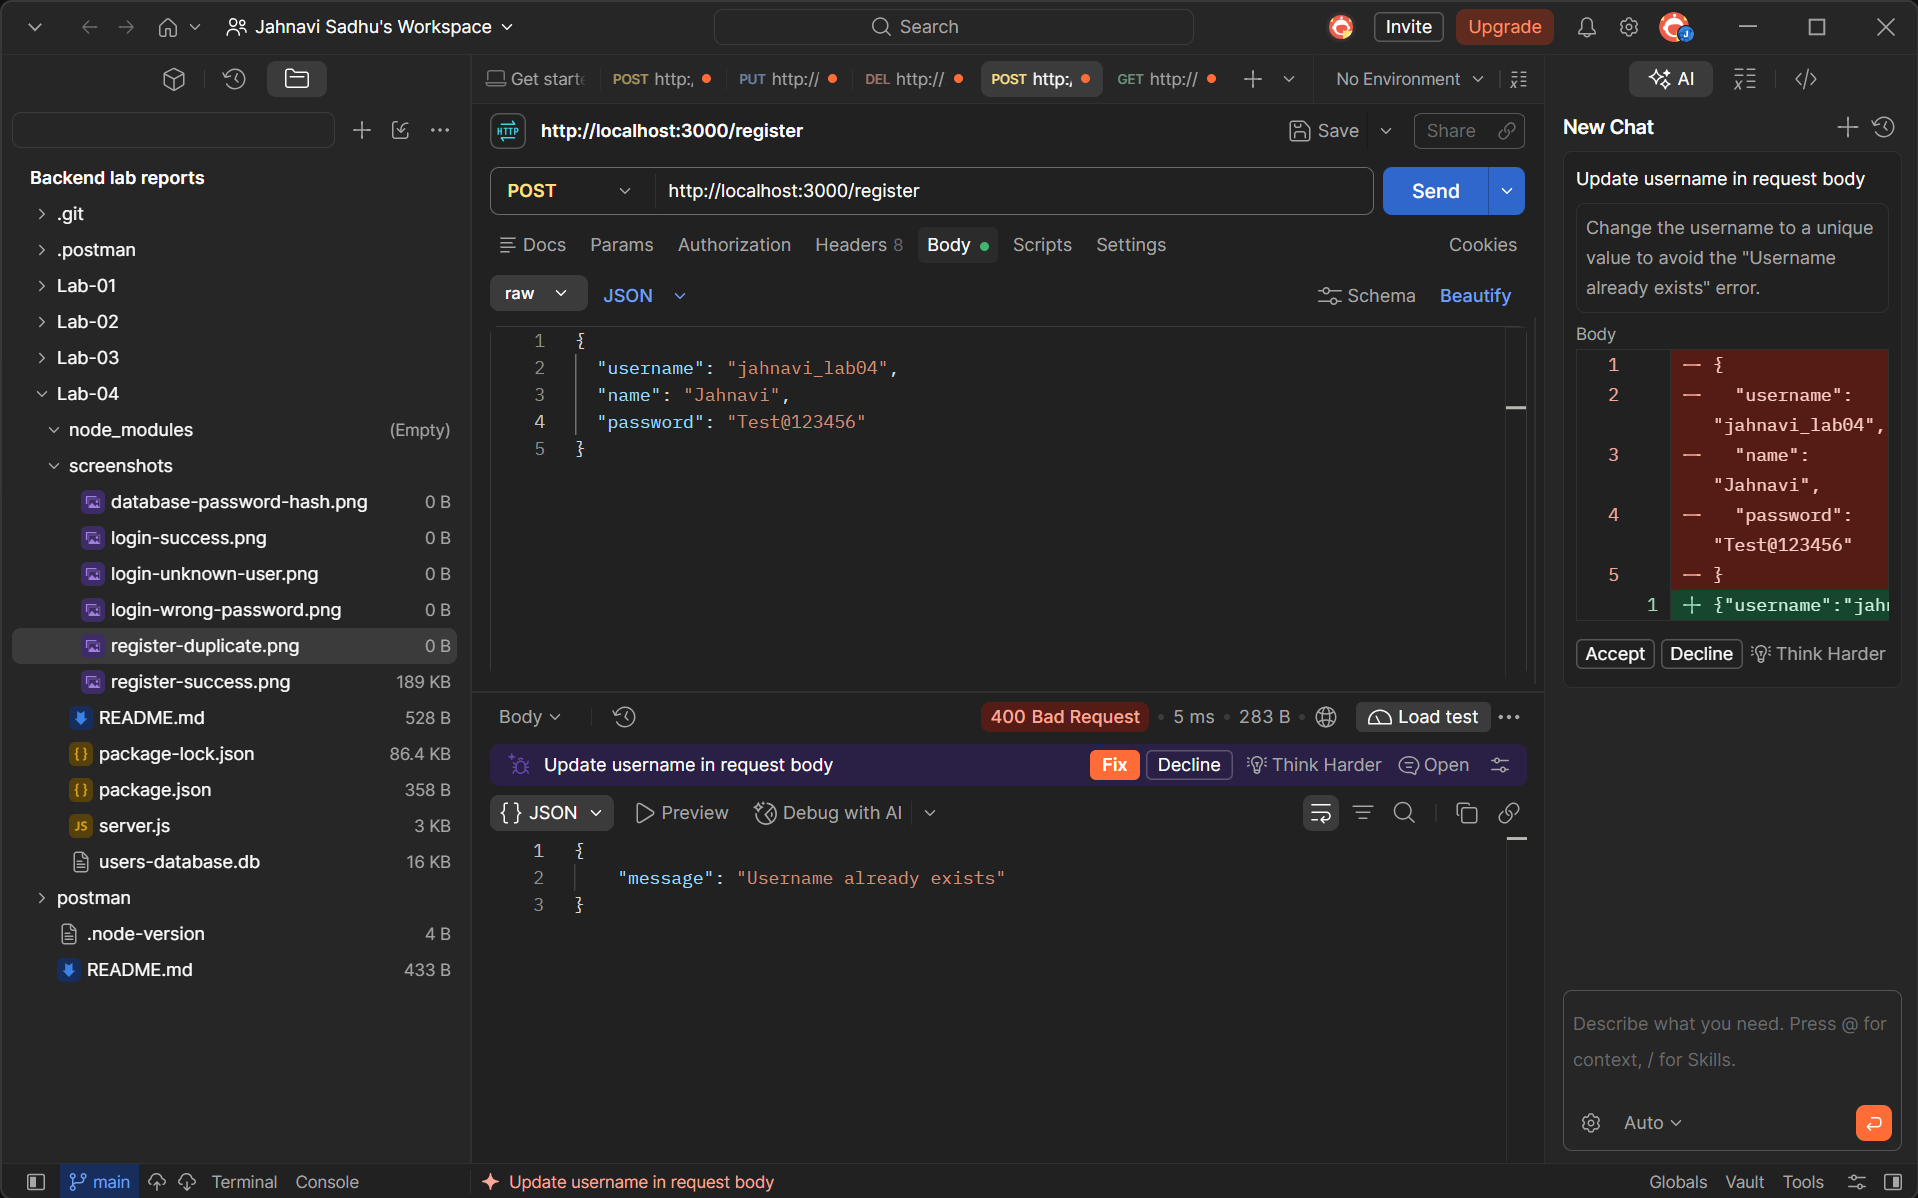 Jahnavi Sadhu's Workspace
Search
Invite
Upgrade
J
Get starte
POST http:,
PUT http://
DEL http://
POST http:,
GET http://
No Environment
AI
HTTP
http://localhost:3000/register
Save
Share
New Chat
Backend lab reports
.git
.postman
Lab-01
Lab-02
Lab-03
Lab-04
node_modules (Empty)
screenshots
database-password-hash.png 0 B
login-success.png 0 B
login-unknown-user.png 0 B
login-wrong-password.png 0 B
register-duplicate.png 0 B
register-success.png 189 KB
README.md 528 B
{} package-lock.json 86.4 KB
{} package.json 358 B
JS server.js 3 KB
users-database.db 16 KB
postman
.node-version 4 B
README.md 433 B
POST http://localhost:3000/register
Send
Docs Params Authorization Headers 8 Body Scripts Settings Cookies
raw JSON Schema Beautify
1 {
2 "username": "jahnavi_lab04",
3 "name": "Jahnavi",
4 "password": "Test@123456"
5 }
Body 400 Bad Request • 5 ms • 283 B • Load test
Update username in request body Fix Decline Think Harder Open
{} JSON Preview Debug with AI
1 {
2 "message": "Username already exists"
3 }
Update username in request body
Change the username to a unique
value to avoid the "Username
already exists" error.
Body
1 — {
2 — "username":
"jahnavi_lab04",
3 — "name":
"Jahnavi",
4 — "password":
"Test@123456"
5 — }
1 + {"username":"jahn
Accept Decline Think Harder
Describe what you need. Press @ for
context, / for Skills.
Auto
main Terminal Console
Update username in request body
Globals Vault Tools